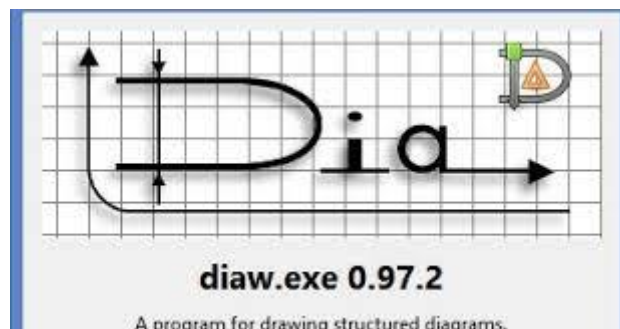 Dia
diaw.exe 0.97.2
A program for drawing structured diagrams.